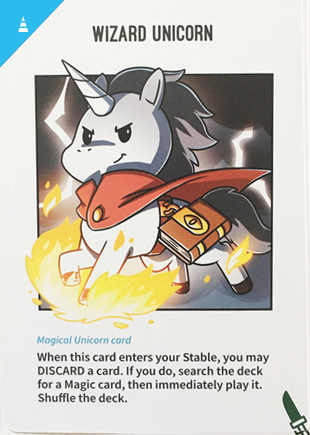 WIZARD UNICORN
Magical Unicorn card
When this card enters your Stable, you may
DISCARD a card. If you do, search the deck
for a Magic card, then immediately play it.
Shuffle the deck.